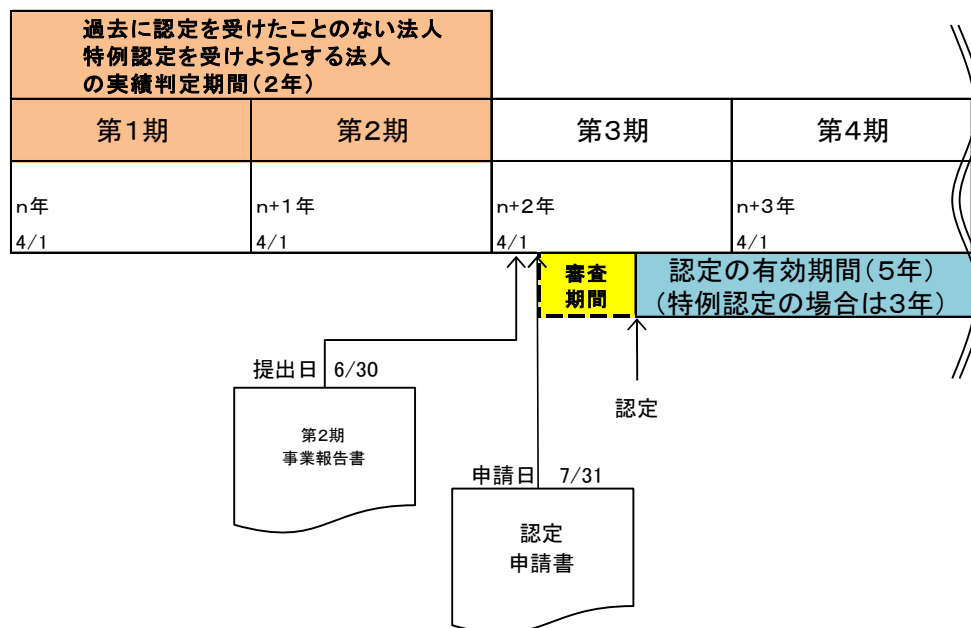 過去に認定を受けたことのない法人
特例認定を受けようとする法人
の実績判定期間(2年)
第1期
第2期
第3期
第4期
n年
4/1
n+1年
4/1
n+2年
4/1
n+3年
4/1
審査
期間
認定の有効期間(5年)
(特例認定の場合は3年)
提出日 6/30
認定
第2期
事業報告書
申請日 7/31
認定
申請書